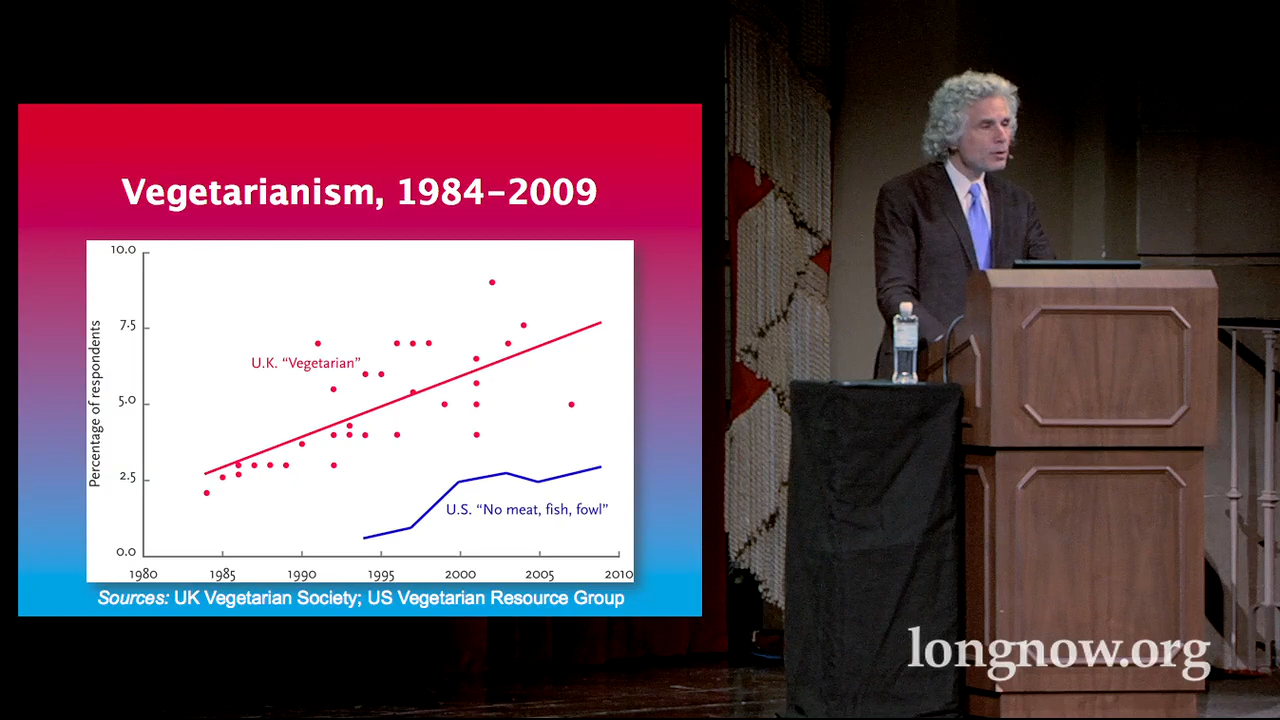 Vegetarianism, 1984–2009
10.0
7.5
5.0
2.5
0.0
Percentage of respondents
U.K. “Vegetarian”
U.S. “No meat, fish, fowl”
1980 1985 1990 1995 2000 2005 2010
Sources: UK Vegetarian Society; US Vegetarian Resource Group
longnow.org